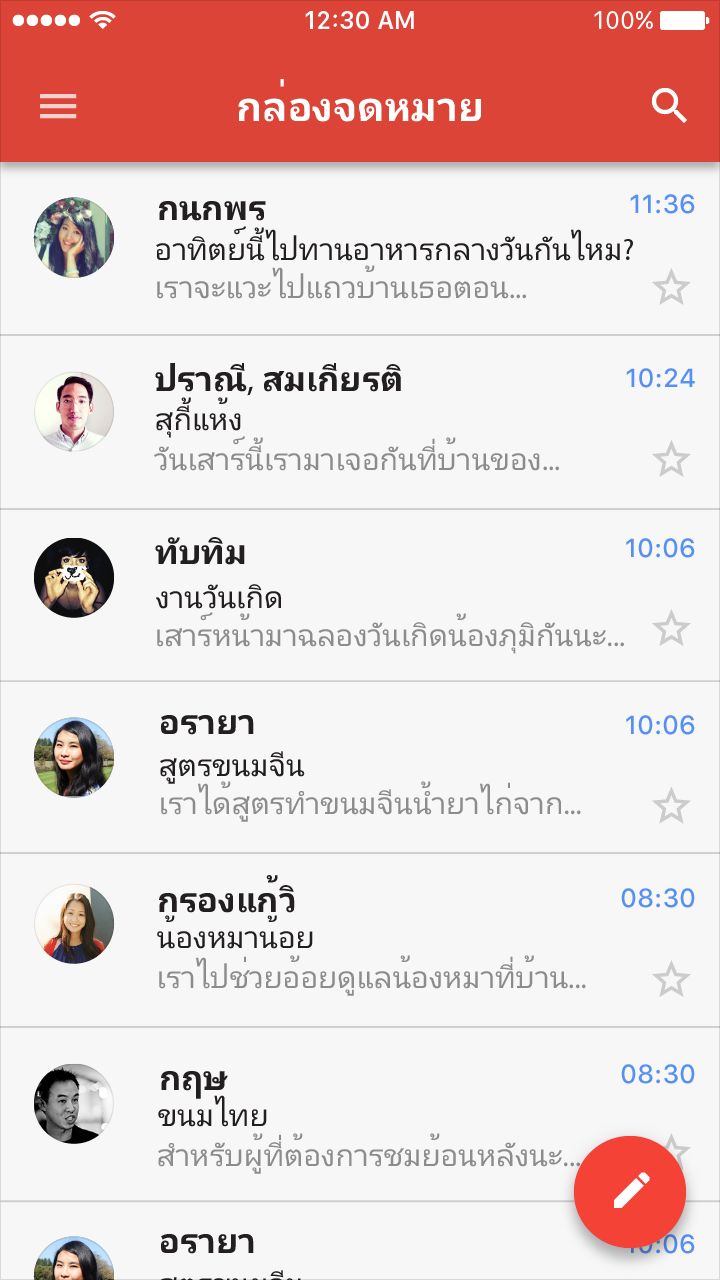 12:30 AM 100%
กล่องจดหมาย
กนกพร 11:36
อาทิตย์นี้ไปทานอาหารกลางวันกันไหม?
เราจะแวะไปแถวบ้านเธอตอน...
ปราณี, สมเกียรติ 10:24
สุกี้แห้ง
วันเสาร์นี้เรามาเจอกันที่บ้านของ...
ทับทิม 10:06
งานวันเกิด
เสาร์หน้ามาฉลองวันเกิดน้องภูมิกันนะ...
อรายา 10:06
สูตรขนมจีน
เราได้สูตรทำขนมจีนน้ำยาไก่จาก...
กรองแก้วิ 08:30
น้องหมาน้อย
เราไปช่วยอ้อยดูแลน้องหมาที่บ้าน...
กฤษ 08:30
ขนมไทย
สำหรับผู้ที่ต้องการชมย้อนหลังนะ...
อรายา